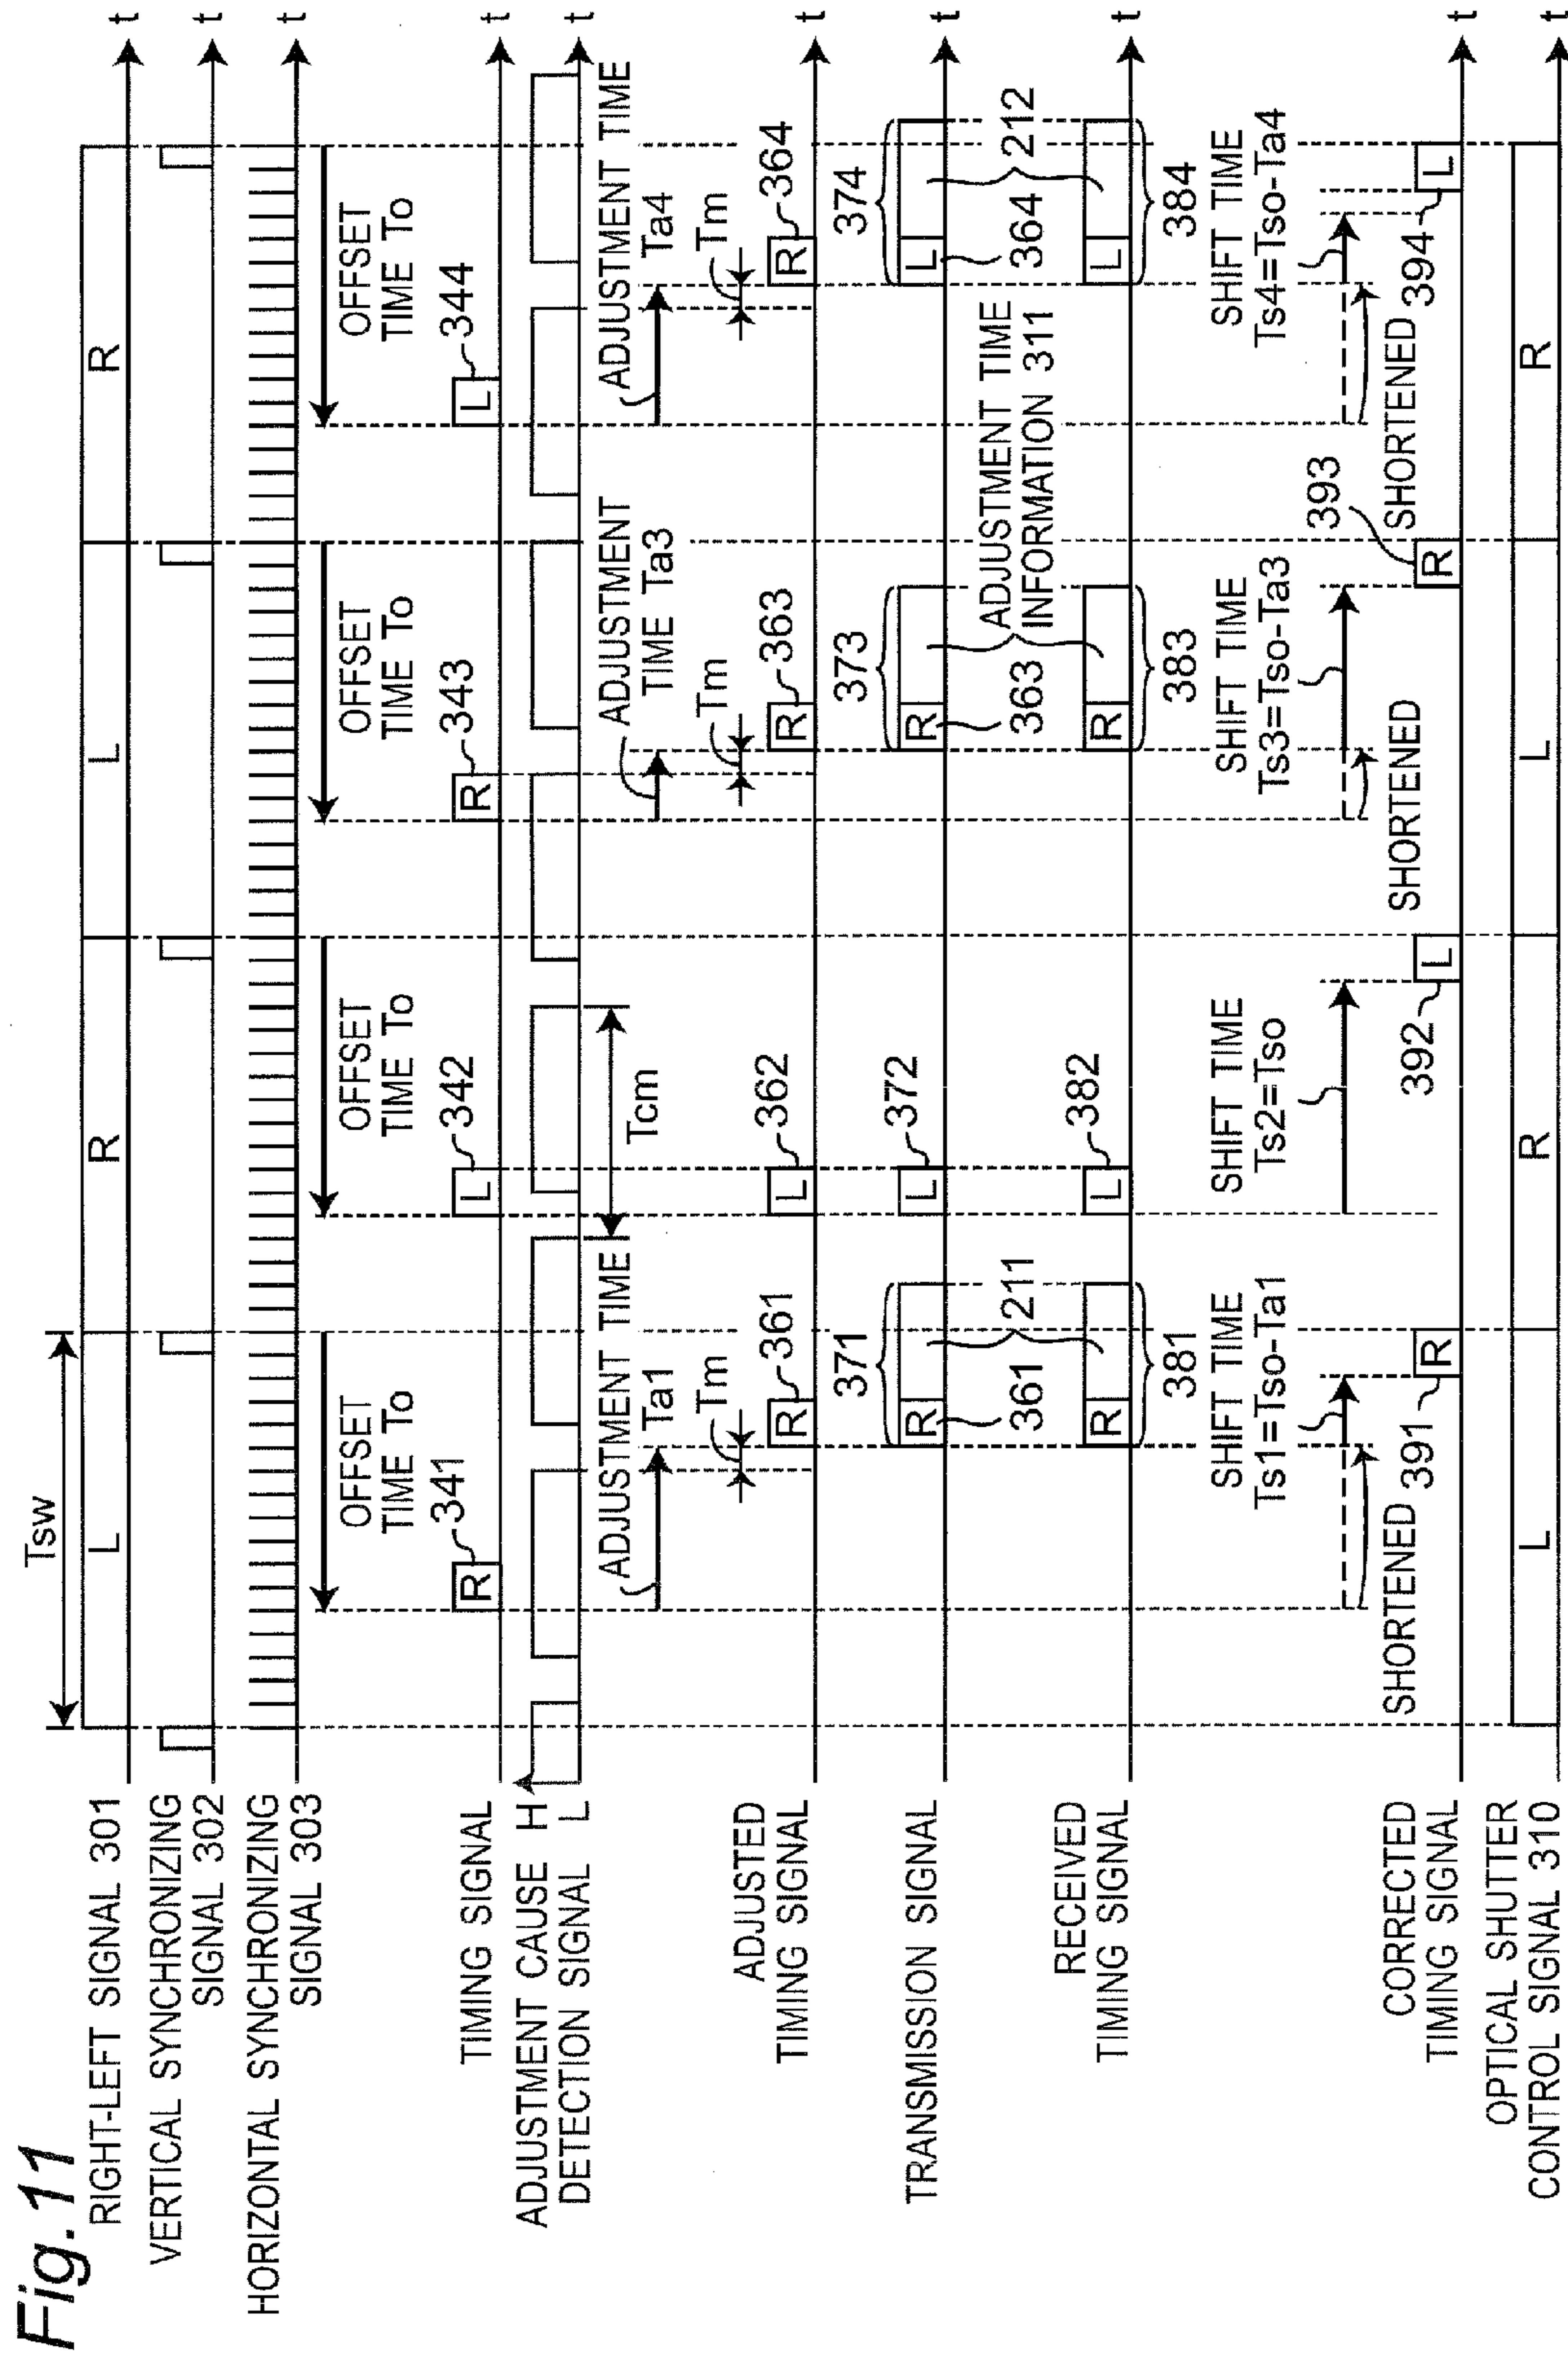 Fig.11
Tsw
RIGHT-LEFT SIGNAL 301
L
R
L
R
t
VERTICAL SYNCHRONIZING
SIGNAL 302
t
HORIZONTAL SYNCHRONIZING
SIGNAL 303
t
OFFSET
TIME To
OFFSET
TIME To
OFFSET
TIME To
OFFSET
TIME To
341
342
343
344
TIMING SIGNAL
R
L
R
L
t
ADJUSTMENT CAUSE H
DETECTION SIGNAL L
t
ADJUSTMENT TIME
Ta1
Tcm
ADJUSTMENT
TIME Ta3
ADJUSTMENT TIME
Ta4
Tm
Tm
Tm
361
362
363
364
ADJUSTED
TIMING SIGNAL
R
L
R
R
t
371
372
373
374
TRANSMISSION SIGNAL
R
L
R
L
t
361
211
363
ADJUSTMENT TIME
INFORMATION 311
364
212
382
RECEIVED
TIMING SIGNAL
R
L
R
L
t
381
383
384
SHIFT TIME
Ts1=Tso-Ta1
SHIFT TIME
Ts2=Tso
SHIFT TIME
Ts3=Tso-Ta3
SHIFT TIME
Ts4=Tso-Ta4
SHORTENED
391
392
SHORTENED
393
SHORTENED
394
CORRECTED
TIMING SIGNAL
R
L
R
L
t
OPTICAL SHUTTER
CONTROL SIGNAL 310
L
R
L
R
t